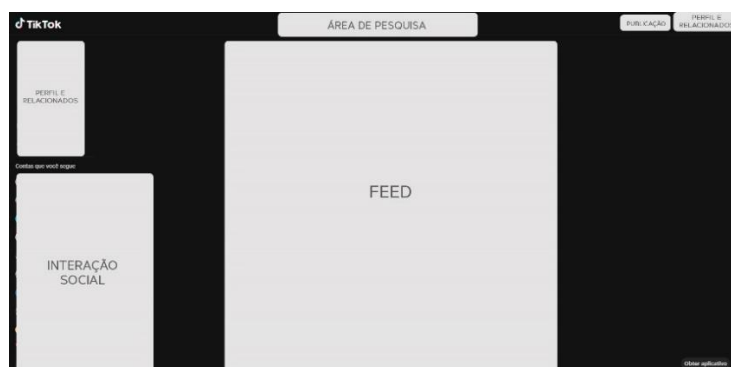 TikTok
ÁREA DE PESQUISA
PUBLICAÇÃO
PERFIL E
RELACIONADOS
PERFIL E
RELACIONADOS
Contas que você segue
FEED
INTERAÇÃO
SOCIAL
Obter aplicativo